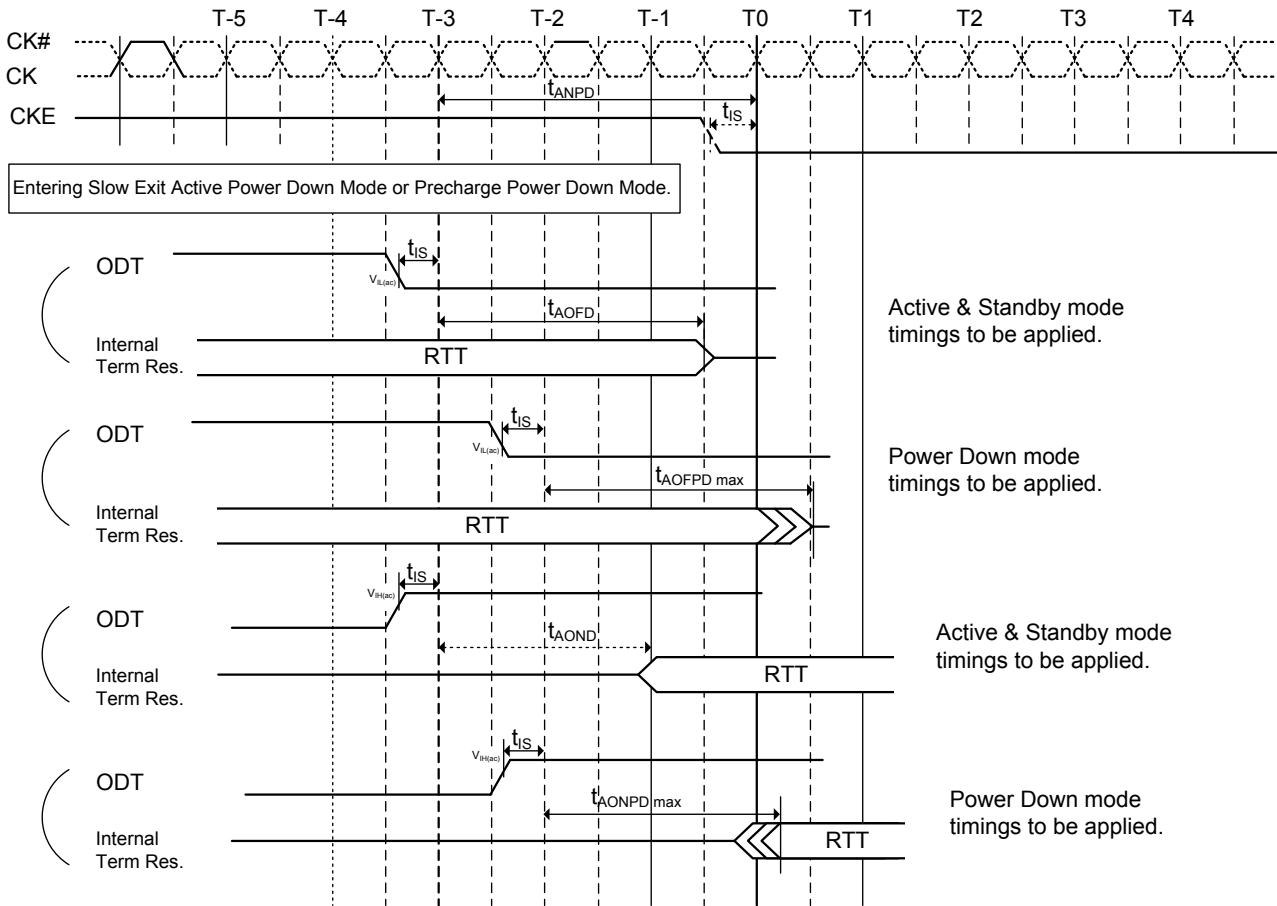 T-5 T-4 T-3 T-2 T-1 T0 T1 T2 T3 T4
CK#
CK
tANPD
CKE
tIS
Entering Slow Exit Active Power Down Mode or Precharge Power Down Mode.
ODT
tIS
VIL(ac)
tAOFD
Internal
Term Res.
RTT
Active & Standby mode
timings to be applied.
ODT
tIS
VIL(ac)
tAOFPD max
Internal
Term Res.
RTT
Power Down mode
timings to be applied.
tIS
VIH(ac)
ODT
tAOND
Internal
Term Res.
RTT
Active & Standby mode
timings to be applied.
tIS
VIH(ac)
ODT
tAONPD max
Internal
Term Res.
RTT
Power Down mode
timings to be applied.